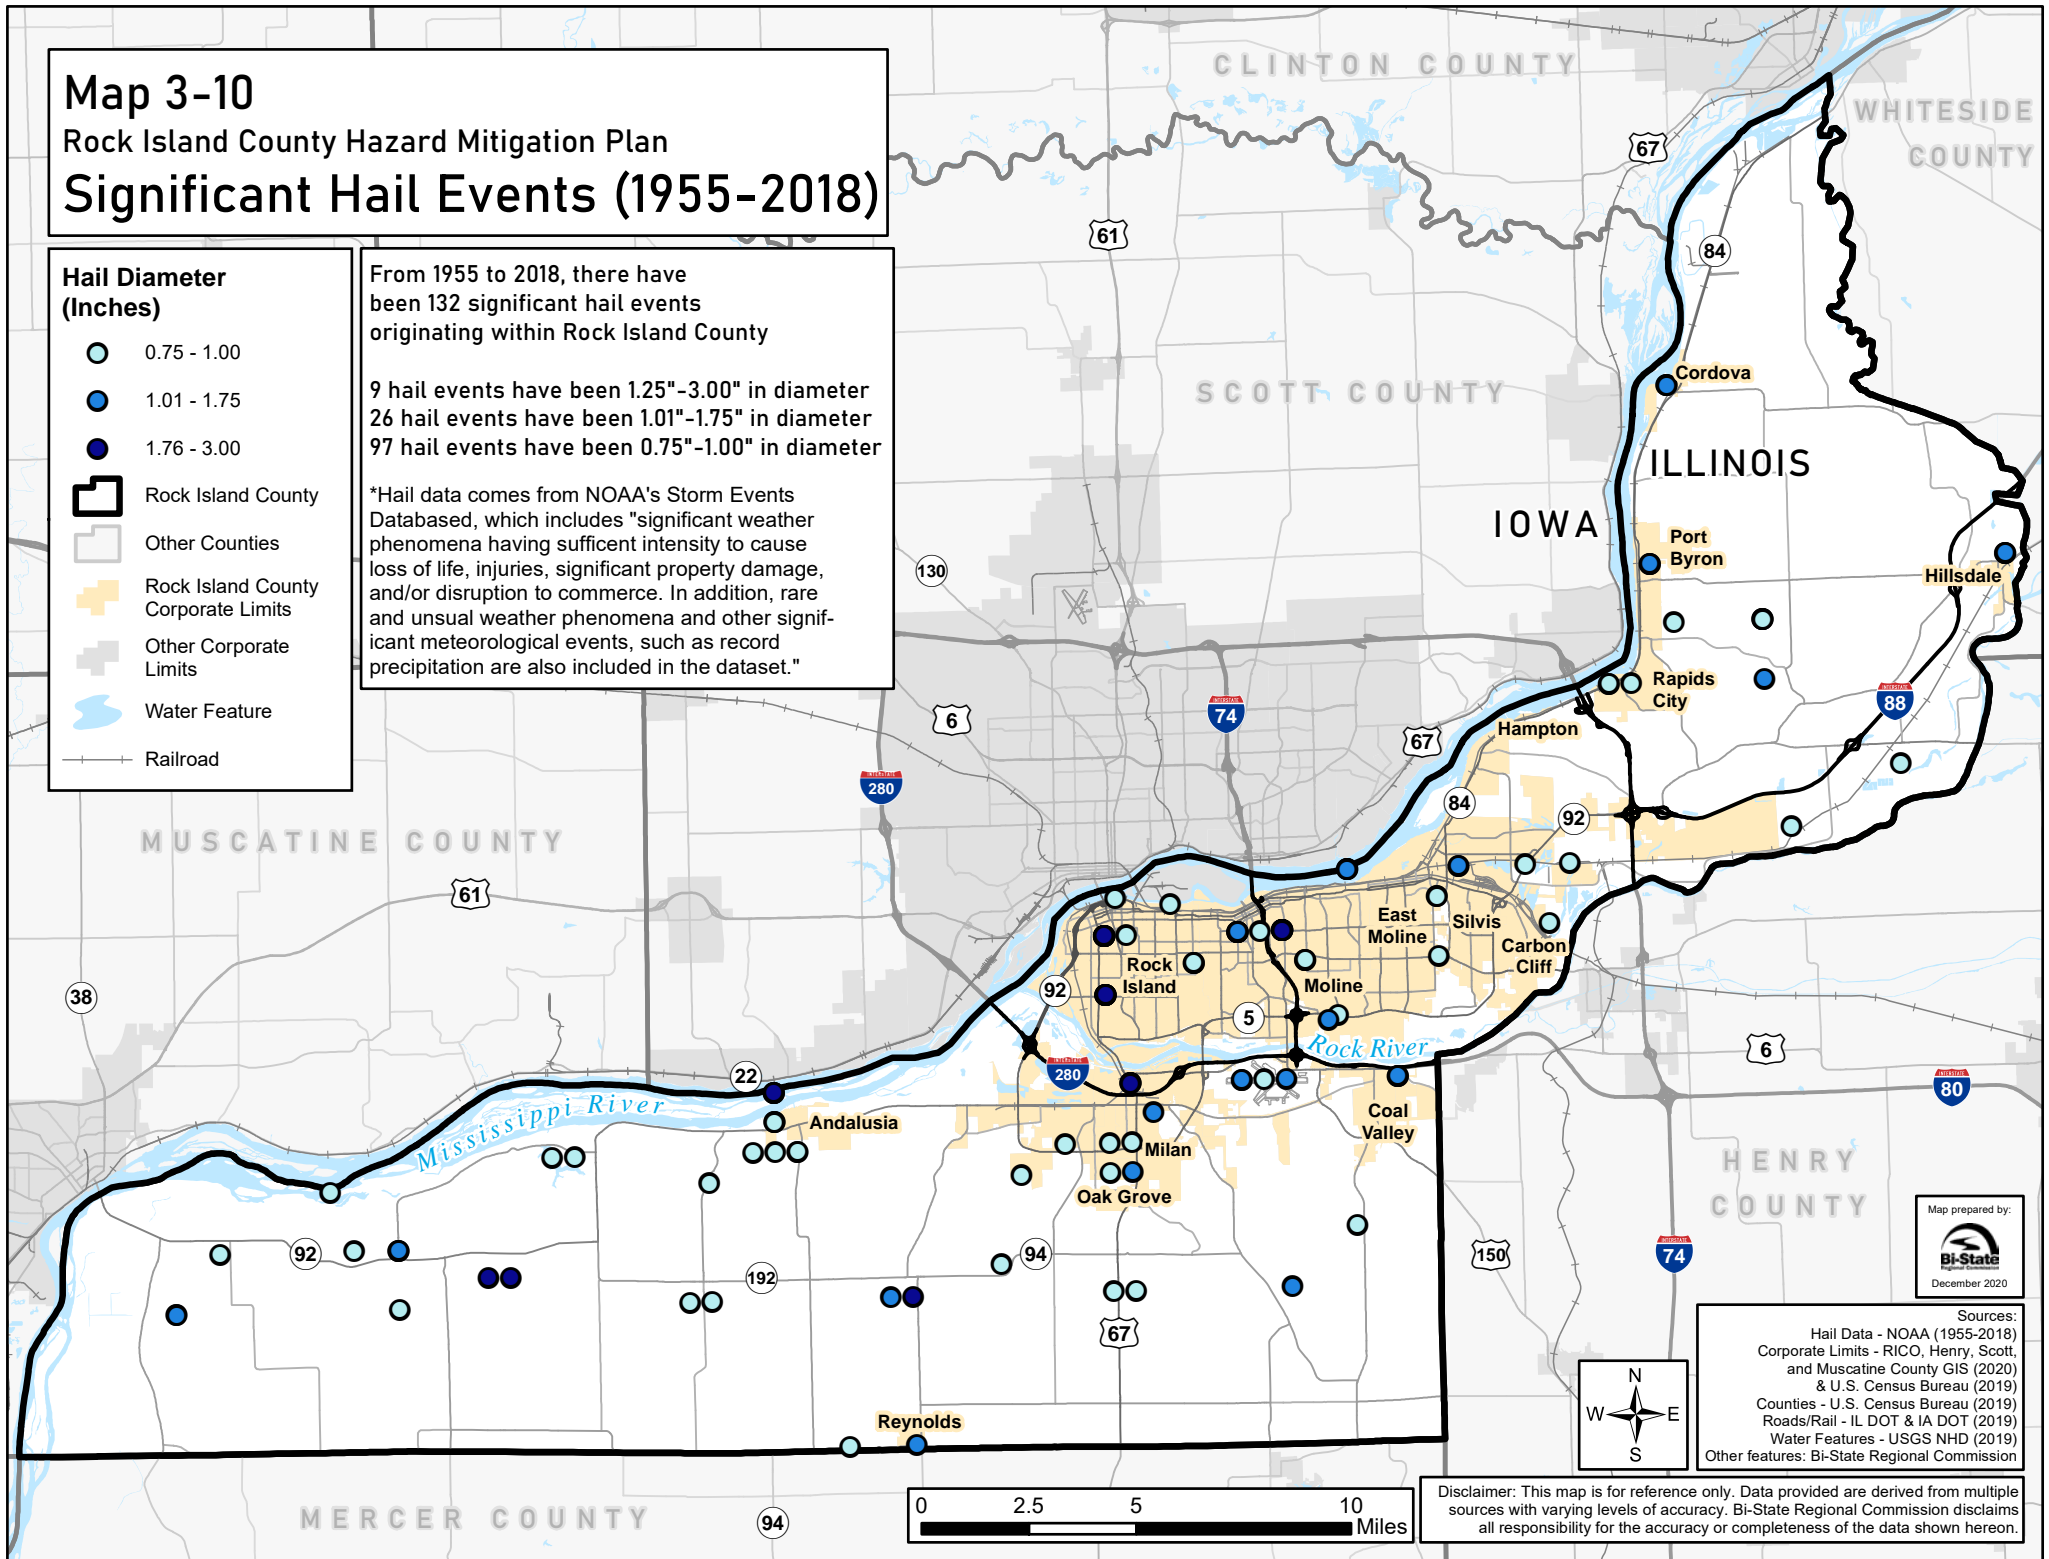 Map 3-10
Rock Island County Hazard Mitigation Plan
Significant Hail Events (1955-2018)
Hail Diameter
(Inches)
0.75 - 1.00
1.01 - 1.75
1.76 - 3.00
Rock Island County
Other Counties
Rock Island County
Corporate Limits
Other Corporate
Limits
Water Feature
Railroad
From 1955 to 2018, there have
been 132 significant hail events
originating within Rock Island County
9 hail events have been 1.25"-3.00" in diameter
26 hail events have been 1.01"-1.75" in diameter
97 hail events have been 0.75"-1.00" in diameter
*Hail data comes from NOAA's Storm Events
Databased, which includes "significant weather
phenomena having sufficent intensity to cause
loss of life, injuries, significant property damage,
and/or disruption to commerce. In addition, rare
and unsual weather phenomena and other signif-
icant meteorological events, such as record
precipitation are also included in the dataset."
CLINTON COUNTY
WHITESIDE
COUNTY
67
61
84
SCOTT COUNTY
Cordova
ILLINOIS
IOWA
Port
Byron
Hillsdale
130
Rapids
City
INTERSTATE
88
INTERSTATE
74
6
67
Hampton
INTERSTATE
280
84
92
MUSCATINE COUNTY
61
East
Moline
Silvis
Carbon
Cliff
Rock
Island
Moline
38
92
5
Rock River
6
INTERSTATE
80
22
INTERSTATE
280
Mississippi River
Andalusia
Coal
Valley
Milan
Oak Grove
HENRY
COUNTY
92
94
150
INTERSTATE
74
192
67
Reynolds
MERCER COUNTY
94
Map prepared by:
Bi-State
Regional Commission
December 2020
Sources:
Hail Data - NOAA (1955-2018)
Corporate Limits - RICO, Henry, Scott,
and Muscatine County GIS (2020)
& U.S. Census Bureau (2019)
Counties - U.S. Census Bureau (2019)
Roads/Rail - IL DOT & IA DOT (2019)
Water Features - USGS NHD (2019)
Other features: Bi-State Regional Commission
N
W E
S
0 2.5 5 10
Miles
Disclaimer: This map is for reference only. Data provided are derived from multiple
sources with varying levels of accuracy. Bi-State Regional Commission disclaims
all responsibility for the accuracy or completeness of the data shown hereon.